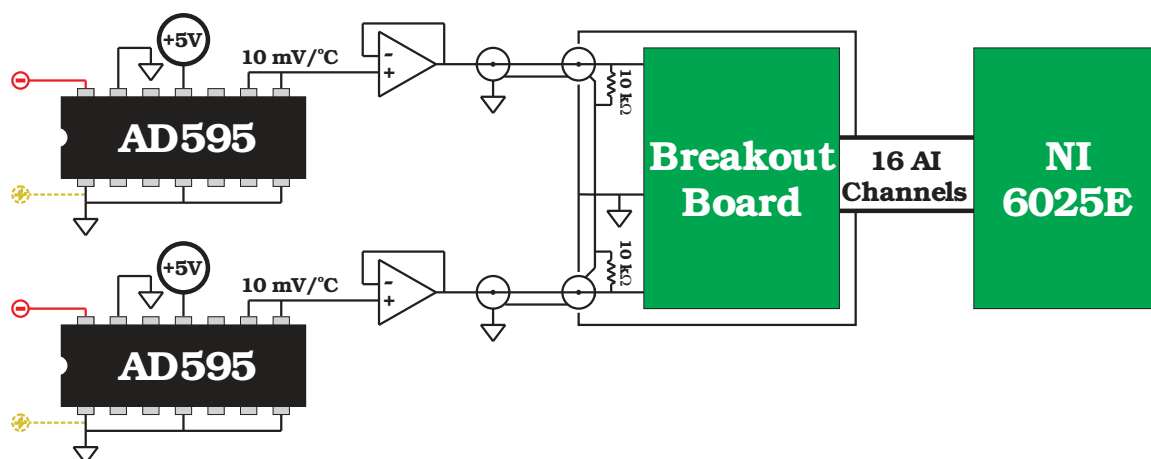 +5V
10 mV/°C
-
+
-
AD595
+
10 kΩ
Breakout
Board
16 AI
Channels
NI
6025E
+5V
10 mV/°C
-
+
-
AD595
+
10 kΩ